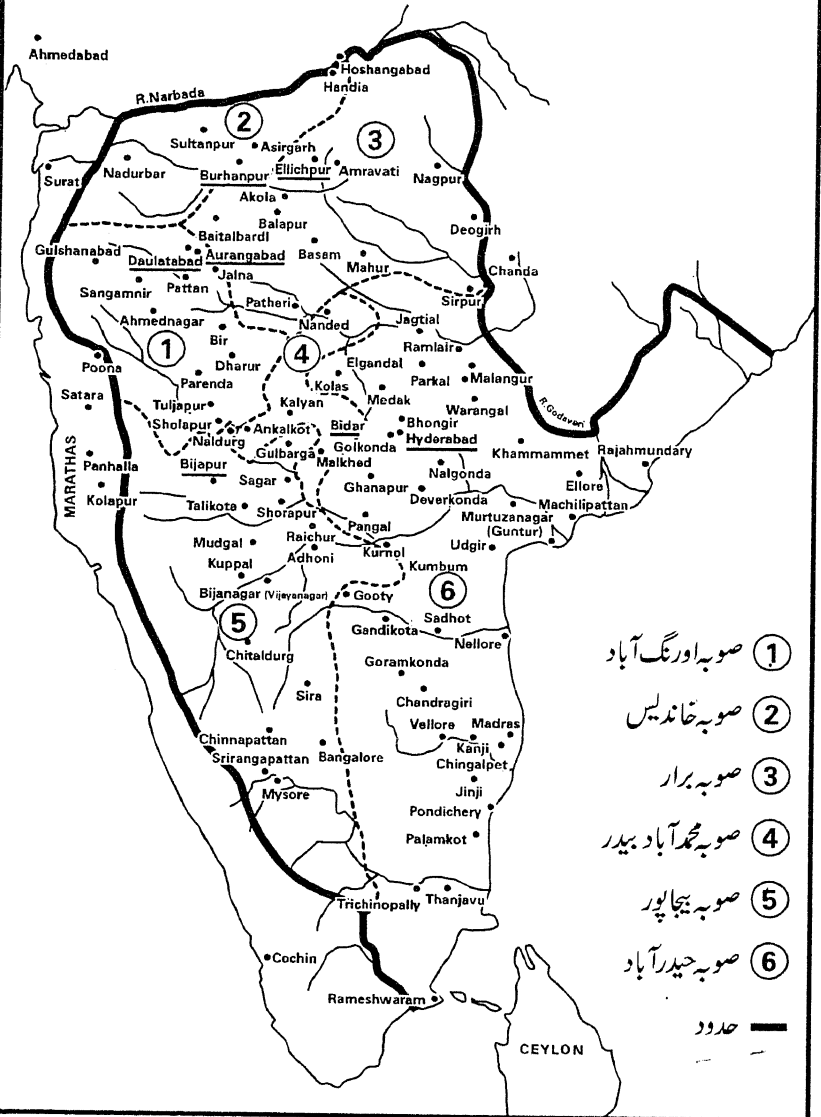 Ahmedabad
Hoshangabad
Handia
R.Narbada
2
Sultanpur
Asirgarh
3
Surat
Nadurbar
Burhanpur
Ellichpur
Amravati
Nagpur
Akola
Balapur
Deogirh
Baitalbardi
Gulshanabad
Daulatabad
Aurangabad
Basam
Mahur
Chanda
Jalna
Sangamnir
Pattan
Patheri
Sirpur
Ahmednagar
Nanded
Jagtial
Bir
1
4
Ramlair
Poona
Dharur
Elgandal
Parenda
Kolas
Parkal
Malangur
Satara
Tuljapur
Kalyan
Medak
Warangal
R.Godaveri
Sholapur
Ankalkot
Bidar
Bhongir
Naldurg
Golkonda
Hyderabad
Khammammet
Rajahmundary
MARATHAS
Panhalla
Bijapur
Gulbarga
Malkhed
Nalgonda
Kolapur
Sagar
Ghanapur
Deverkonda
Ellore
Talikota
Shorapur
Machilipattan
Pangal
Murtuzanagar
(Guntur)
Mudgal
Raichur
Adhoni
Kurnol
Udgir
Kuppal
Kumbum
Bijanagar (Vijayanagar)
Gooty
6
5
Sadhot
Gandikota
Nellore
Chitaldurg
Goramkonda
Sira
Chandragiri
Vellore
Madras
Chinnapattan
Kanji
Srirangapattan
Bangalore
Chingalpet
Mysore
Jinji
Pondichery
Palamkot
Trichinopally
Thanjavu
Cochin
Rameshwaram
CEYLON
1 صوبہ اورنگ آباد
2 صوبہ خاندیس
3 صوبہ برار
4 صوبہ محمد آباد بیدر
5 صوبہ بیجاپور
6 صوبہ حیدرآباد
حدود